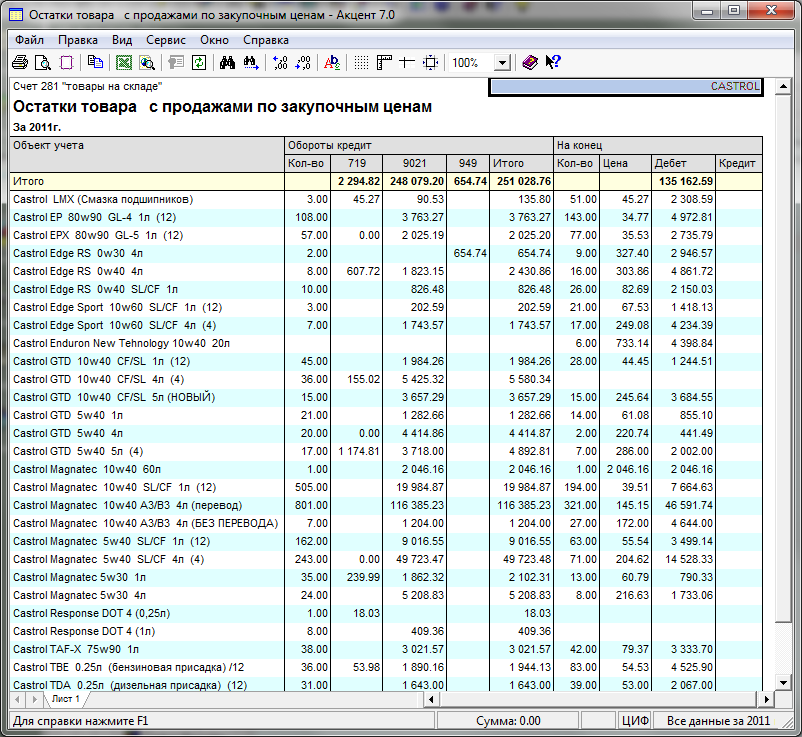 Остатки товара с продажами по закупочным ценам - Акцент 7.0
Файл Правка Вид Сервис Окно Справка
100%
Счет 281 "товары на складе" CASTROL
Остатки товара с продажами по закупочным ценам
За 2011г.
Объект учета Обороты кредит На конец
Кол-во 719 9021 949 Итого Кол-во Цена Дебет Кредит
Итого 2 294.82 248 079.20 654.74 251 028.76 135 162.59
Castrol LMX (Смазка подшипников) 3.00 45.27 90.53 135.80 51.00 45.27 2 308.59
Castrol EP 80w90 GL-4 1л (12) 108.00 3 763.27 3 763.27 143.00 34.77 4 972.81
Castrol EPX 80w90 GL-5 1л (12) 57.00 0.00 2 025.19 2 025.20 77.00 35.53 2 735.79
Castrol Edge RS 0w30 4л 2.00 654.74 654.74 9.00 327.40 2 946.57
Castrol Edge RS 0w40 4л 8.00 607.72 1 823.15 2 430.86 16.00 303.86 4 861.72
Castrol Edge RS 0w40 SL/CF 1л 10.00 826.48 826.48 26.00 82.69 2 150.03
Castrol Edge Sport 10w60 SL/CF 1л (12) 3.00 202.59 202.59 21.00 67.53 1 418.13
Castrol Edge Sport 10w60 SL/CF 4л (4) 7.00 1 743.57 1 743.57 17.00 249.08 4 234.39
Castrol Enduron New Tehnology 10w40 20л 6.00 733.14 4 398.84
Castrol GTD 10w40 CF/SL 1л (12) 45.00 1 984.26 1 984.26 28.00 44.45 1 244.51
Castrol GTD 10w40 CF/SL 4л (4) 36.00 155.02 5 425.32 5 580.34
Castrol GTD 10w40 CF/SL 5л (НОВЫЙ) 15.00 3 657.29 3 657.29 15.00 245.64 3 684.55
Castrol GTD 5w40 1л 21.00 1 282.66 1 282.66 14.00 61.08 855.10
Castrol GTD 5w40 4л 20.00 0.00 4 414.86 4 414.87 2.00 220.74 441.49
Castrol GTD 5w40 5л (4) 17.00 1 174.81 3 718.00 4 892.81 7.00 286.00 2 002.00
Castrol Magnatec 10w40 60л 1.00 2 046.16 2 046.16 1.00 2 046.16 2 046.16
Castrol Magnatec 10w40 SL/CF 1л (12) 505.00 19 984.87 19 984.87 194.00 39.51 7 664.63
Castrol Magnatec 10w40 A3/B3 4л (перевод) 801.00 116 385.23 116 385.23 321.00 145.15 46 591.74
Castrol Magnatec 10w40 A3/B3 4л (БЕЗ ПЕРЕВОДА) 7.00 1 204.00 1 204.00 27.00 172.00 4 644.00
Castrol Magnatec 5w40 SL/CF 1л (12) 162.00 9 016.55 9 016.55 63.00 55.54 3 499.14
Castrol Magnatec 5w40 SL/CF 4л (4) 243.00 0.00 49 723.47 49 723.48 71.00 204.62 14 528.33
Castrol Magnatec 5w30 1л 35.00 239.99 1 862.32 2 102.31 13.00 60.79 790.33
Castrol Magnatec 5w30 4л 24.00 5 208.83 5 208.83 8.00 216.63 1 733.06
Castrol Response DOT 4 (0,25л) 1.00 18.03 18.03
Castrol Response DOT 4 (1л) 8.00 409.36 409.36
Castrol TAF-X 75w90 1л 38.00 3 021.57 3 021.57 42.00 79.37 3 333.70
Castrol TBE 0.25л (бензиновая присадка) /12 36.00 53.98 1 890.16 1 944.13 83.00 54.53 4 525.90
Castrol TDA 0.25л (дизельная присадка) (12) 31.00 1 643.00 1 643.00 39.00 53.00 2 067.00
Лист 1
Для справки нажмите F1 Сумма: 0.00 ЦИФ Все данные за 2011